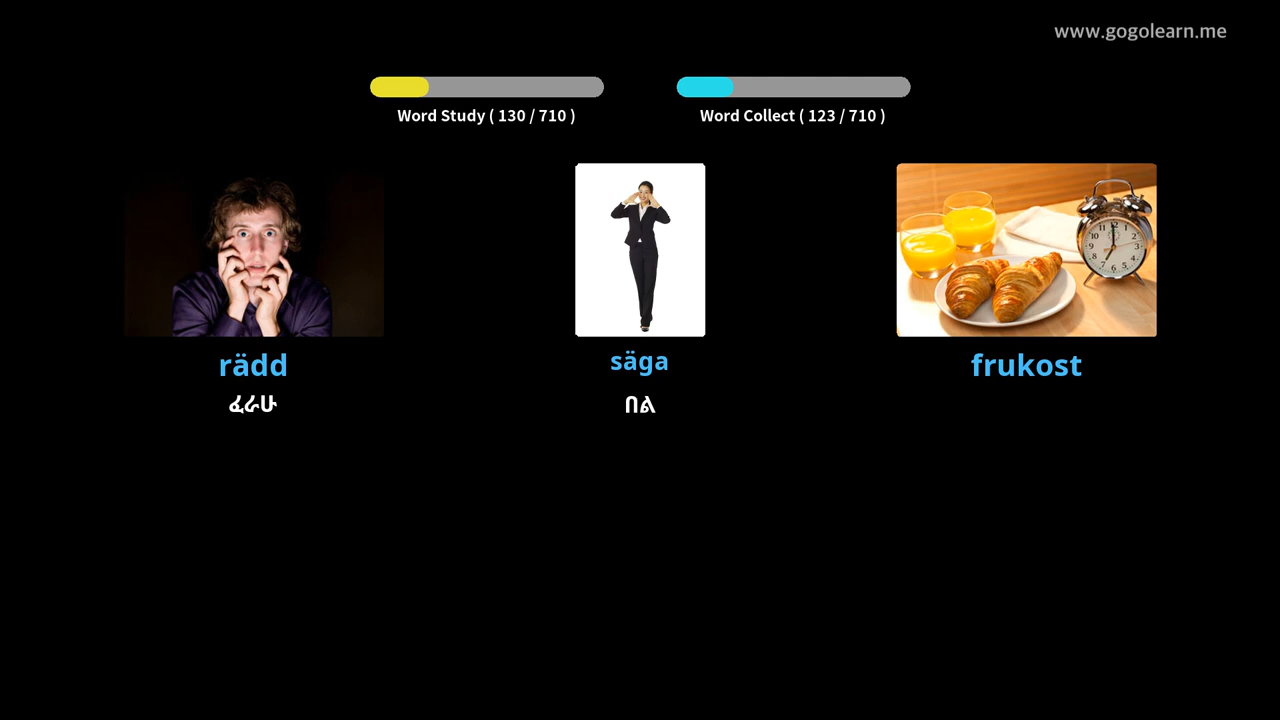 www.gogolearn.me
Word Study ( 130 / 710 )
Word Collect ( 123 / 710 )
rädd
säga
frukost
ፈራሁ
በል